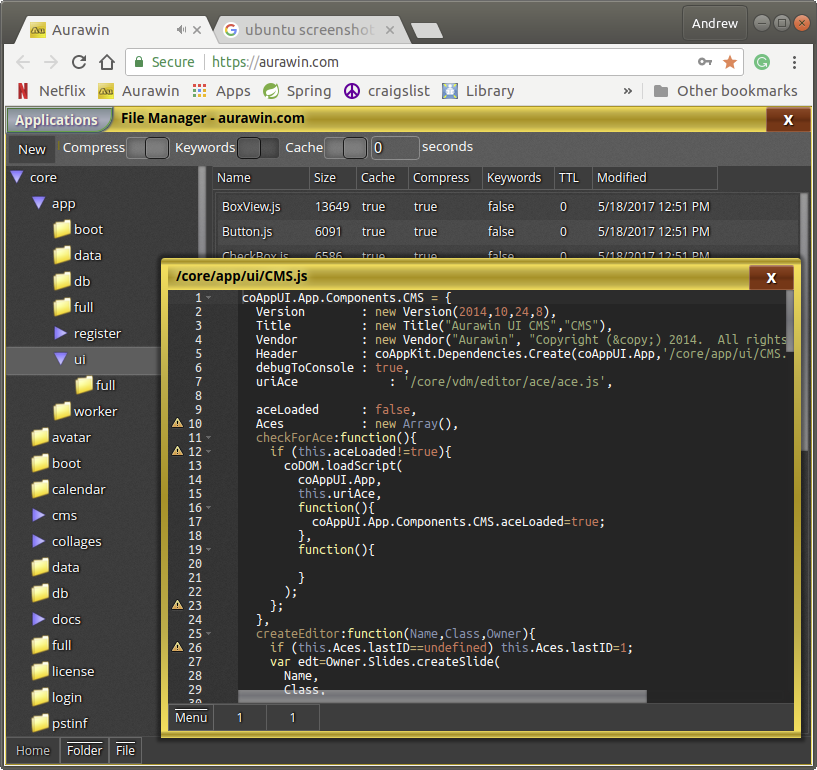 Aurawin
ubuntu screenshot
Andrew
Secure https://aurawin.com
Netflix Aurawin Apps Spring craigslist Library » Other bookmarks
Applications File Manager - aurawin.com X
New Compress Keywords Cache 0 seconds
Name Size Cache Compress Keywords TTL Modified
BoxView.js 13649 true true false 0 5/18/2017 12:51 PM
Button.js 6091 true true false 0 5/18/2017 12:51 PM
CheckBox.js 6586 true true false 0 5/18/2017 12:51 PM
core
app
boot
data
db
full
register
ui
full
worker
avatar
boot
calendar
cms
collages
data
db
docs
full
license
login
pstinf
/core/app/ui/CMS.js X
1 coAppUI.App.Components.CMS = {
2 Version : new Version(2014,10,24,8),
3 Title : new Title("Aurawin UI CMS","CMS"),
4 Vendor : new Vendor("Aurawin", "Copyright (&copy;) 2014. All rights
5 Header : coAppKit.Dependencies.Create(coAppUI.App,'/core/app/ui/CMS.
6 debugToConsole : true,
7 uriAce : '/core/vdm/editor/ace/ace.js',
8
9 aceLoaded : false,
10 Aces : new Array(),
11 checkForAce:function(){
12 if (this.aceLoaded!=true){
13 coDOM.loadScript(
14 coAppUI.App,
15 this.uriAce,
16 function(){
17 coAppUI.App.Components.CMS.aceLoaded=true;
18 },
19 function(){
20
21 }
22 );
23 };
24 },
25 createEditor:function(Name,Class,Owner){
26 if (this.Aces.lastID==undefined) this.Aces.lastID=1;
27 var edt=Owner.Slides.createSlide(
28 Name,
29 Class,
30
Menu 1 1
Home Folder File